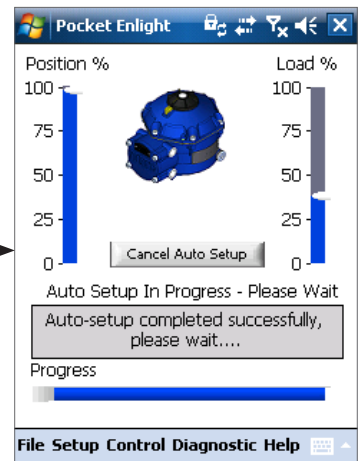 Pocket Enlight
Position % Load %
100 100
75 75
50 50
25 25
0 0
Cancel Auto Setup
Auto Setup In Progress - Please Wait
Auto-setup completed successfully,
please wait....
Progress
File Setup Control Diagnostic Help